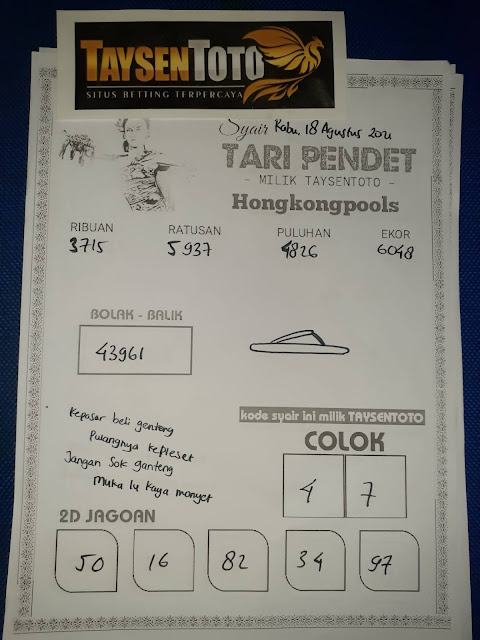 TAYSENTOTO
SITUS BETTING TERPERCAYA
Syair Rabu, 18 Agustus 2021
TARI PENDET
- MILIK TAYSENTOTO -
Hongkongpools
RIBUAN RATUSAN PULUHAN EKOR
3715 5937 4826 6048
BOLAK - BALIK
43961
Kepasar beli genteng
Pulangnya kepleset
Jangan sok ganteng
Muka lu kaya monyet
kode syair ini milik TAYSENTOTO
COLOK
4 7
2D JAGOAN
50 16 82 34 97